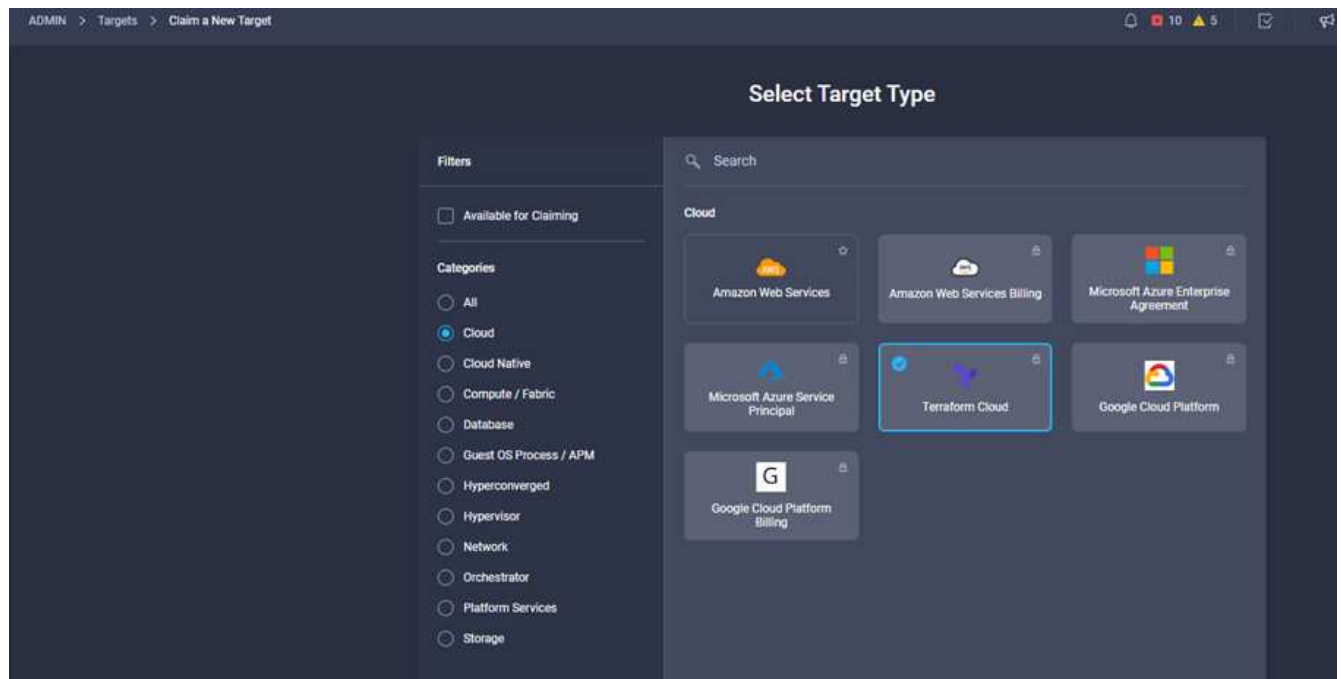 ADMIN > Targets > Claim a New Target
10 5
Select Target Type
Filters
Search
Available for Claiming
Cloud
Categories
All
Cloud
Cloud Native
Compute / Fabric
Database
Guest OS Process / APM
Hyperconverged
Hypervisor
Network
Orchestrator
Platform Services
Storage
aws
Amazon Web Services
aws
Amazon Web Services Billing
Microsoft Azure Enterprise
Agreement
Microsoft Azure Service
Principal
Terraform Cloud
Google Cloud Platform
G
Google Cloud Platform
Billing